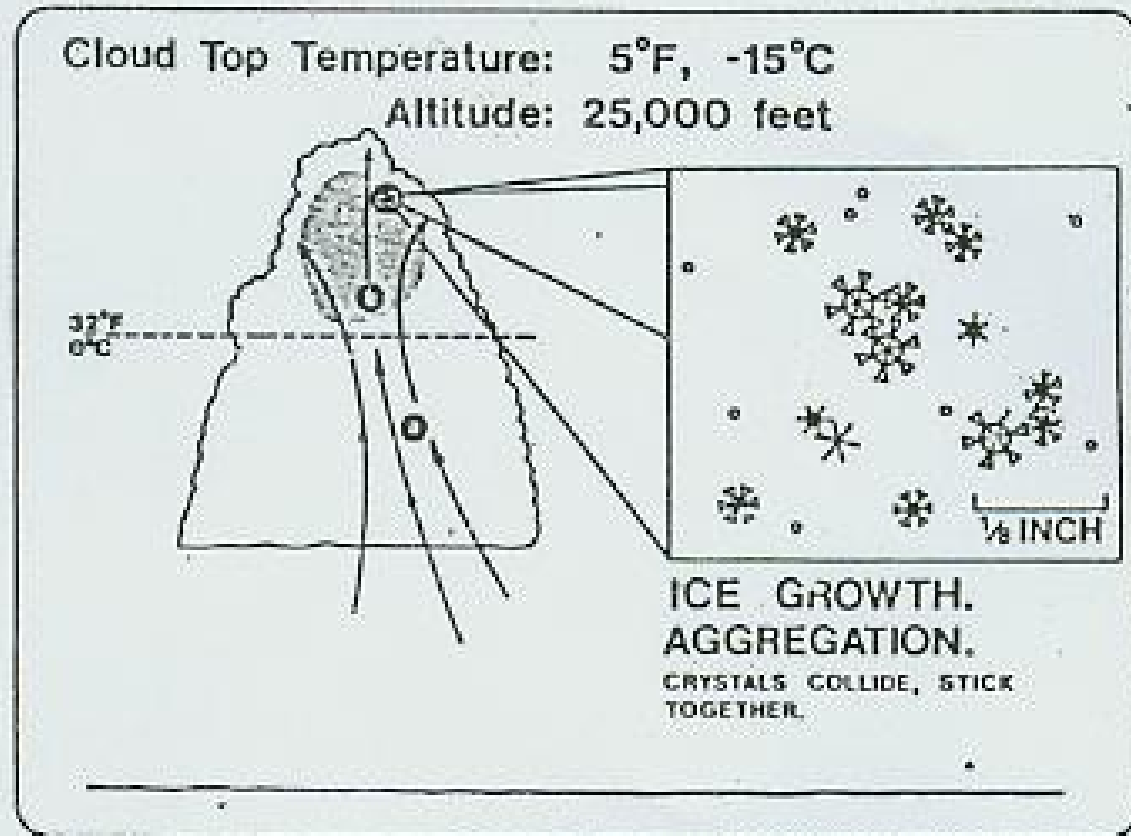 Cloud Top Temperature: 5°F, -15°C
Altitude: 25,000 feet
32°F
0°C
1/8 INCH
ICE GROWTH.
AGGREGATION.
CRYSTALS COLLIDE, STICK
TOGETHER.